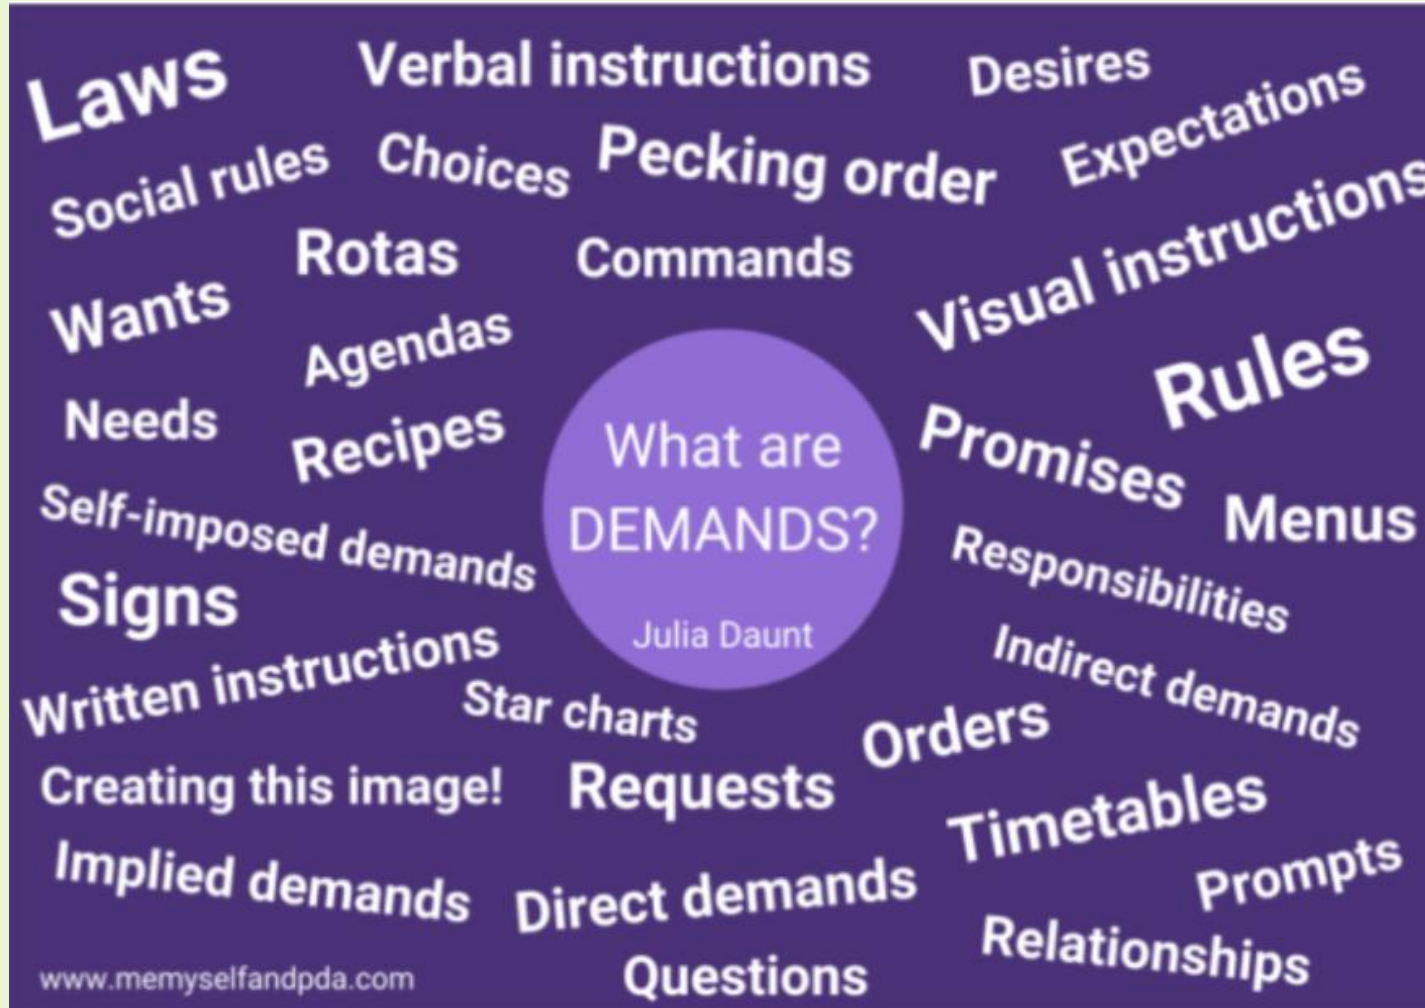 Laws
Verbal instructions
Desires
Expectations
Social rules
Choices
Pecking order
Visual instructions
Rotas
Commands
Wants
Agendas
Rules
Needs
Recipes
What are
DEMANDS?
Julia Daunt
Promises
Menus
Self-imposed demands
Responsibilities
Signs
Written instructions
Indirect demands
Star charts
Orders
Creating this image!
Requests
Timetables
Implied demands
Direct demands
Prompts
Relationships
www.memyselfandpda.com
Questions